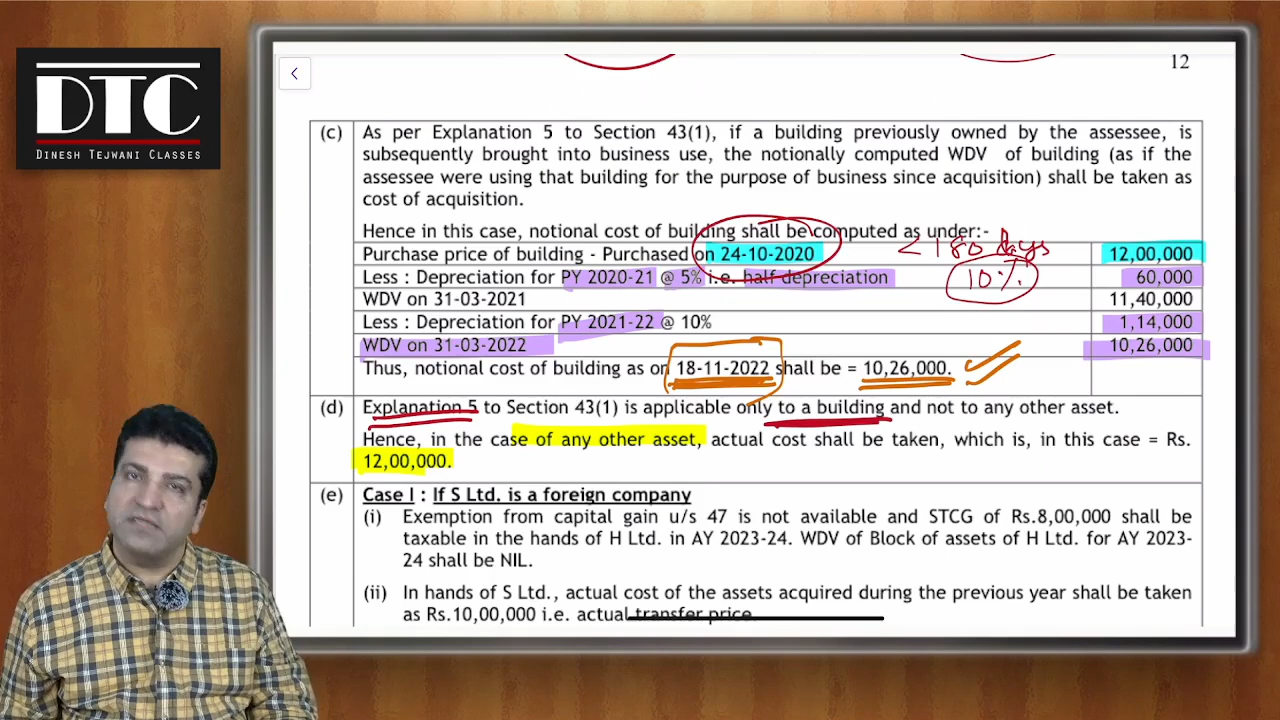 DTC
DINESH TEJWANI CLASSES
12
(c) As per Explanation 5 to Section 43(1), if a building previously owned by the assessee, is
subsequently brought into business use, the notionally computed WDV of building (as if the
assessee were using that building for the purpose of business since acquisition) shall be taken as
cost of acquisition.
Hence in this case, notional cost of building shall be computed as under:-
< 180 days
Purchase price of building - Purchased on 24-10-2020 12,00,000
Less : Depreciation for PY 2020-21 @ 5% i.e. half depreciation 10% 60,000
WDV on 31-03-2021 11,40,000
Less : Depreciation for PY 2021-22 @ 10% 1,14,000
WDV on 31-03-2022 10,26,000
Thus, notional cost of building as on 18-11-2022 shall be = 10,26,000.
(d) Explanation 5 to Section 43(1) is applicable only to a building and not to any other asset.
Hence, in the case of any other asset, actual cost shall be taken, which is, in this case = Rs.
12,00,000.
(e) Case I : If S Ltd. is a foreign company
(i) Exemption from capital gain u/s 47 is not available and STCG of Rs.8,00,000 shall be
taxable in the hands of H Ltd. in AY 2023-24. WDV of Block of assets of H Ltd. for AY 2023-
24 shall be NIL.
(ii) In hands of S Ltd., actual cost of the assets acquired during the previous year shall be taken
as Rs.10,00,000 i.e. actual transfer price.